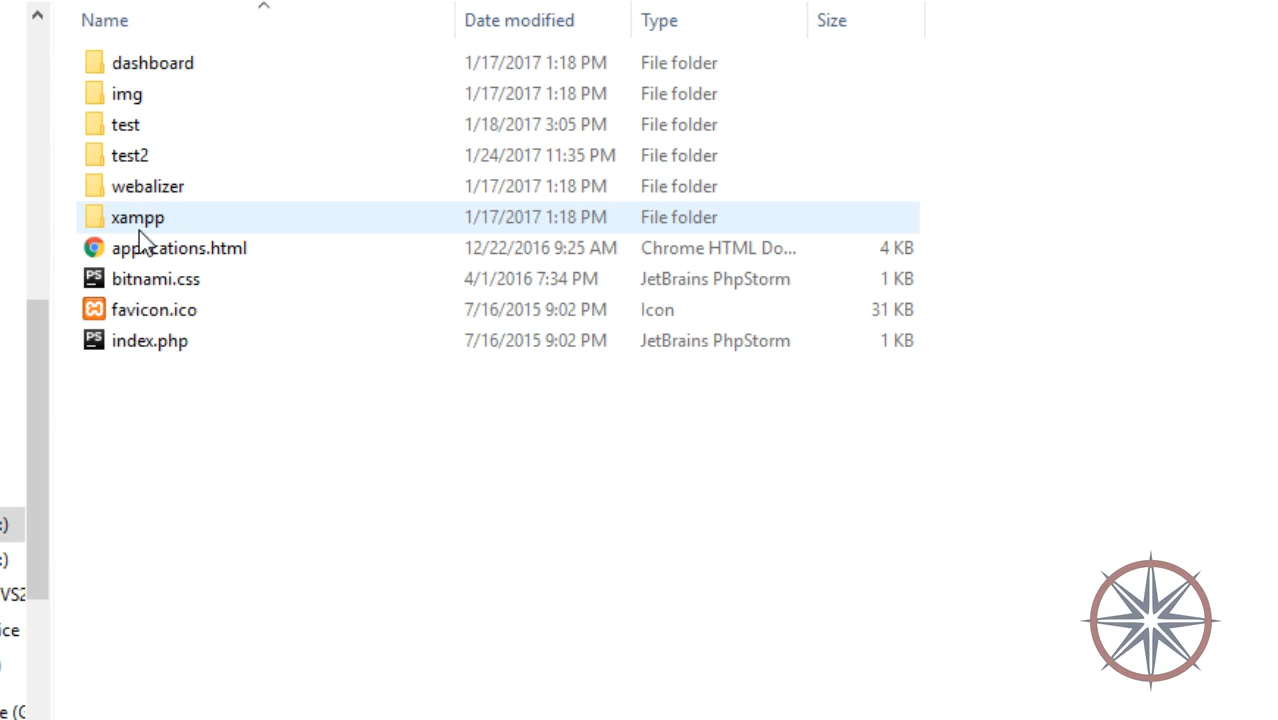 Name Date modified Type Size
dashboard 1/17/2017 1:18 PM File folder
img 1/17/2017 1:18 PM File folder
test 1/18/2017 3:05 PM File folder
test2 1/24/2017 11:35 PM File folder
webalizer 1/17/2017 1:18 PM File folder
xampp 1/17/2017 1:18 PM File folder
applications.html 12/22/2016 9:25 AM Chrome HTML Do... 4 KB
bitnami.css 4/1/2016 7:34 PM JetBrains PhpStorm 1 KB
favicon.ico 7/16/2015 9:02 PM Icon 31 KB
index.php 7/16/2015 9:02 PM JetBrains PhpStorm 1 KB
:)
:)
VS2
ice
)
e (G